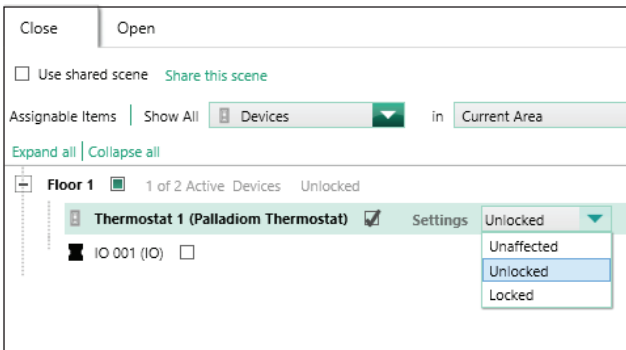 Close Open
Use shared scene Share this scene
Assignable Items Show All Devices in Current Area
Expand all Collapse all
Floor 1 1 of 2 Active Devices Unlocked
Thermostat 1 (Palladiom Thermostat) Settings Unlocked
Unaffected
IO 001 (IO)
Unlocked
Locked